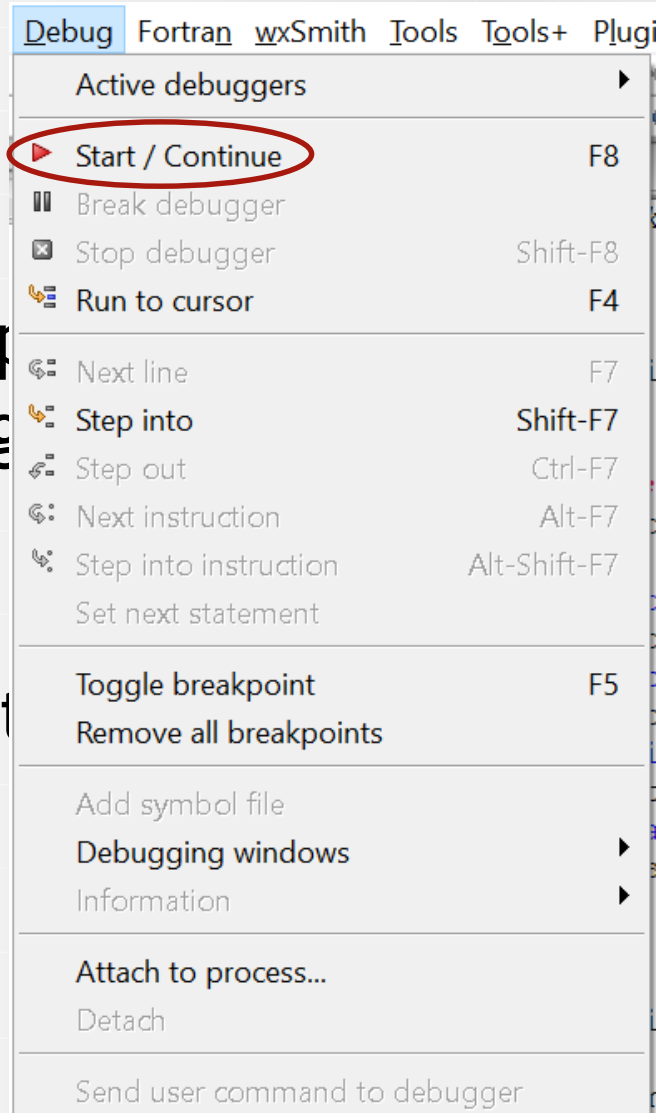 Debug Fortran wxSmith Tools Tools+ Plugi
Active debuggers
Start / Continue F8
Break debugger
Stop debugger Shift-F8
Run to cursor F4
Next line F7
Step into Shift-F7
Step out Ctrl-F7
Next instruction Alt-F7
Step into instruction Alt-Shift-F7
Set next statement
Toggle breakpoint F5
Remove all breakpoints
Add symbol file
Debugging windows
Information
Attach to process...
Detach
Send user command to debugger